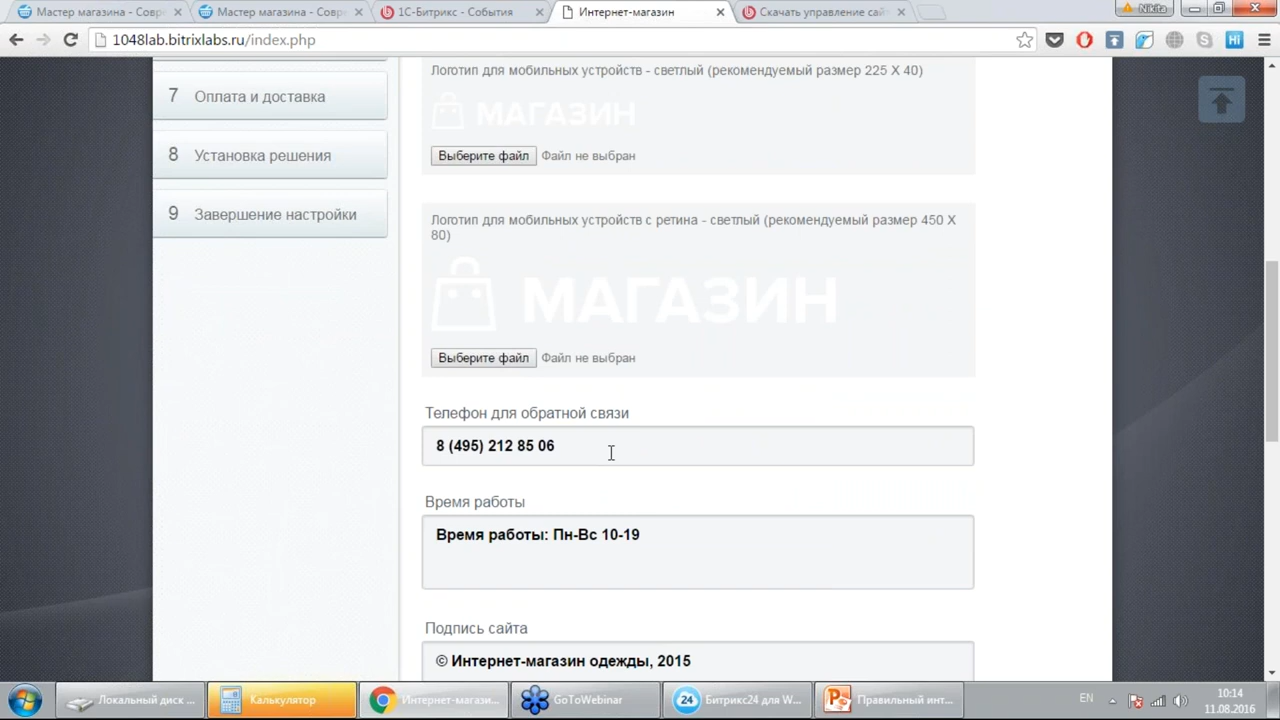 Мастер магазина - Совр
Мастер магазина - Совр
1С-Битрикс - События
Интернет-магазин
Скачать управление сай
Nikita
1048lab.bitrixlabs.ru/index.php
7 Оплата и доставка
8 Установка решения
9 Завершение настройки
Логотип для мобильных устройств - светлый (рекомендуемый размер 225 X 40)
МАГАЗИН
Выберите файл Файл не выбран
Логотип для мобильных устройств с ретина - светлый (рекомендуемый размер 450 X
80)
МАГАЗИН
Выберите файл Файл не выбран
Телефон для обратной связи
8 (495) 212 85 06
Время работы
Время работы: Пн-Вс 10-19
Подпись сайта
© Интернет-магазин одежды, 2015
Локальный диск ...
Калькулятор
Интернет-магази...
GoToWebinar
24 Битрикс24 для W...
Правильный инт...
EN
10:14
11.08.2016